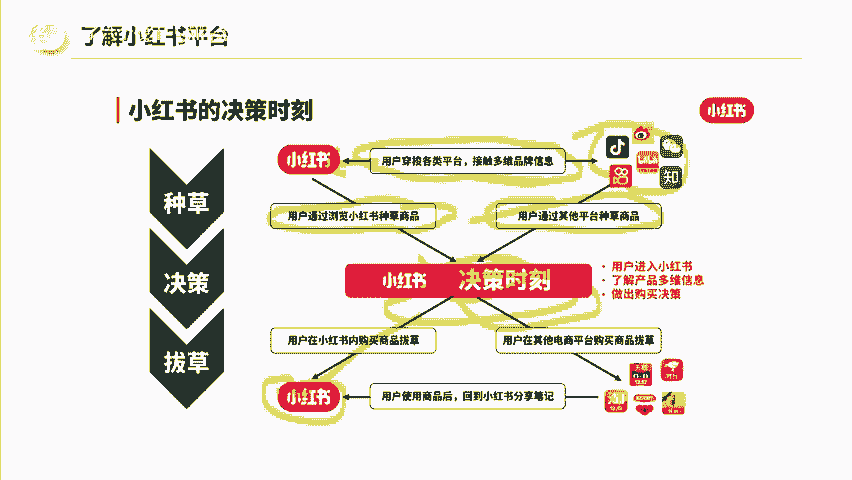 了解小红书平台
小红书的决策时刻
小红书
种草
决策
拔草
小红书
用户穿梭各类平台，接触多维品牌信息
知
用户通过浏览小红书种草商品
用户通过其他平台种草商品
小红书 决策时刻
• 用户进入小红书
• 了解产品多维信息
• 做出购买决策
用户在小红书内购买商品拔草
用户在其他电商平台购买商品拔草
小红书
用户使用商品后，回到小红书分享笔记